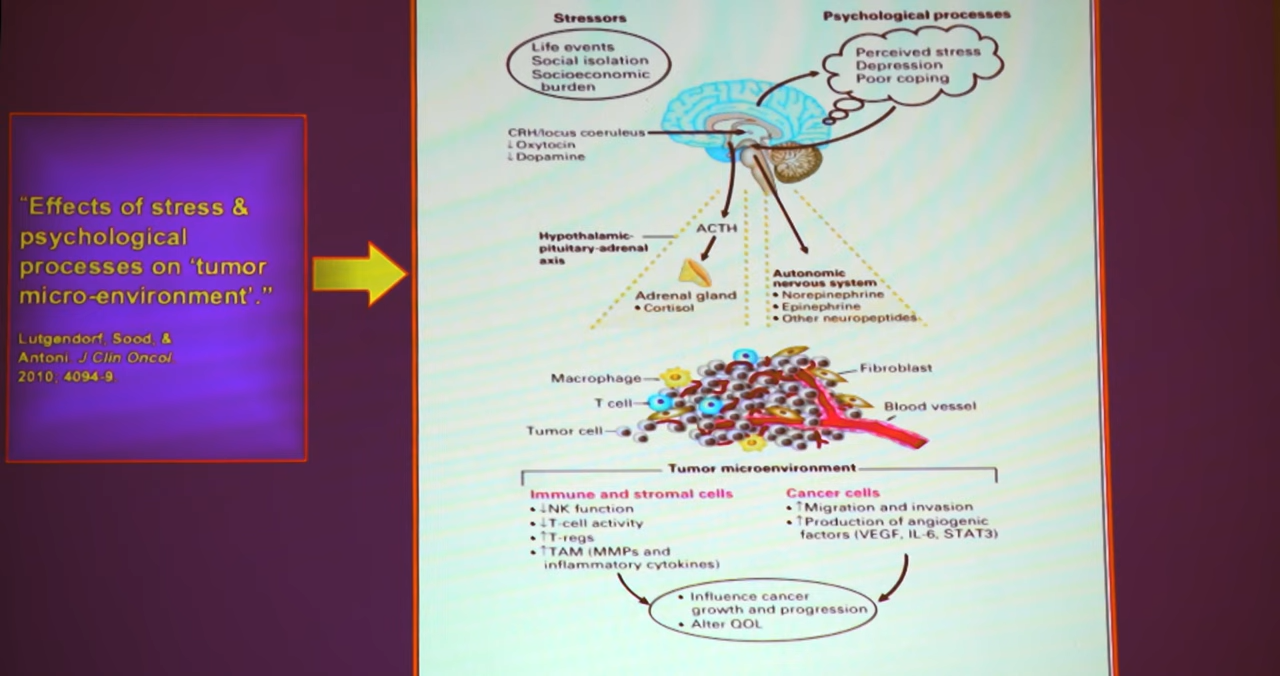 "Effects of stress &
psychological
processes on 'tumor
micro-environment'."
Lutgendorf, Sood, &
Antoni. J Clin Oncol
2010; 4094-9.
Stressors
Life events
Social isolation
Socioeconomic
burden
Psychological processes
Perceived stress
Depression
Poor coping
CRH/locus coeruleus
↓Oxytocin
↓Dopamine
Hypothalamic-
pituitary-adrenal
axis
ACTH
Adrenal gland
• Cortisol
Autonomic
nervous system
• Norepinephrine
• Epinephrine
• Other neuropeptides
Macrophage
T cell
Tumor cell
Fibroblast
Blood vessel
Tumor microenvironment
Immune and stromal cells
• ↓NK function
• ↓T-cell activity
• ↑T-regs
• ↑TAM (MMPs and
inflammatory cytokines)
Cancer cells
• ↑Migration and invasion
• ↑Production of angiogenic
factors (VEGF, IL-6, STAT3)
• Influence cancer
growth and progression
• Alter QOL